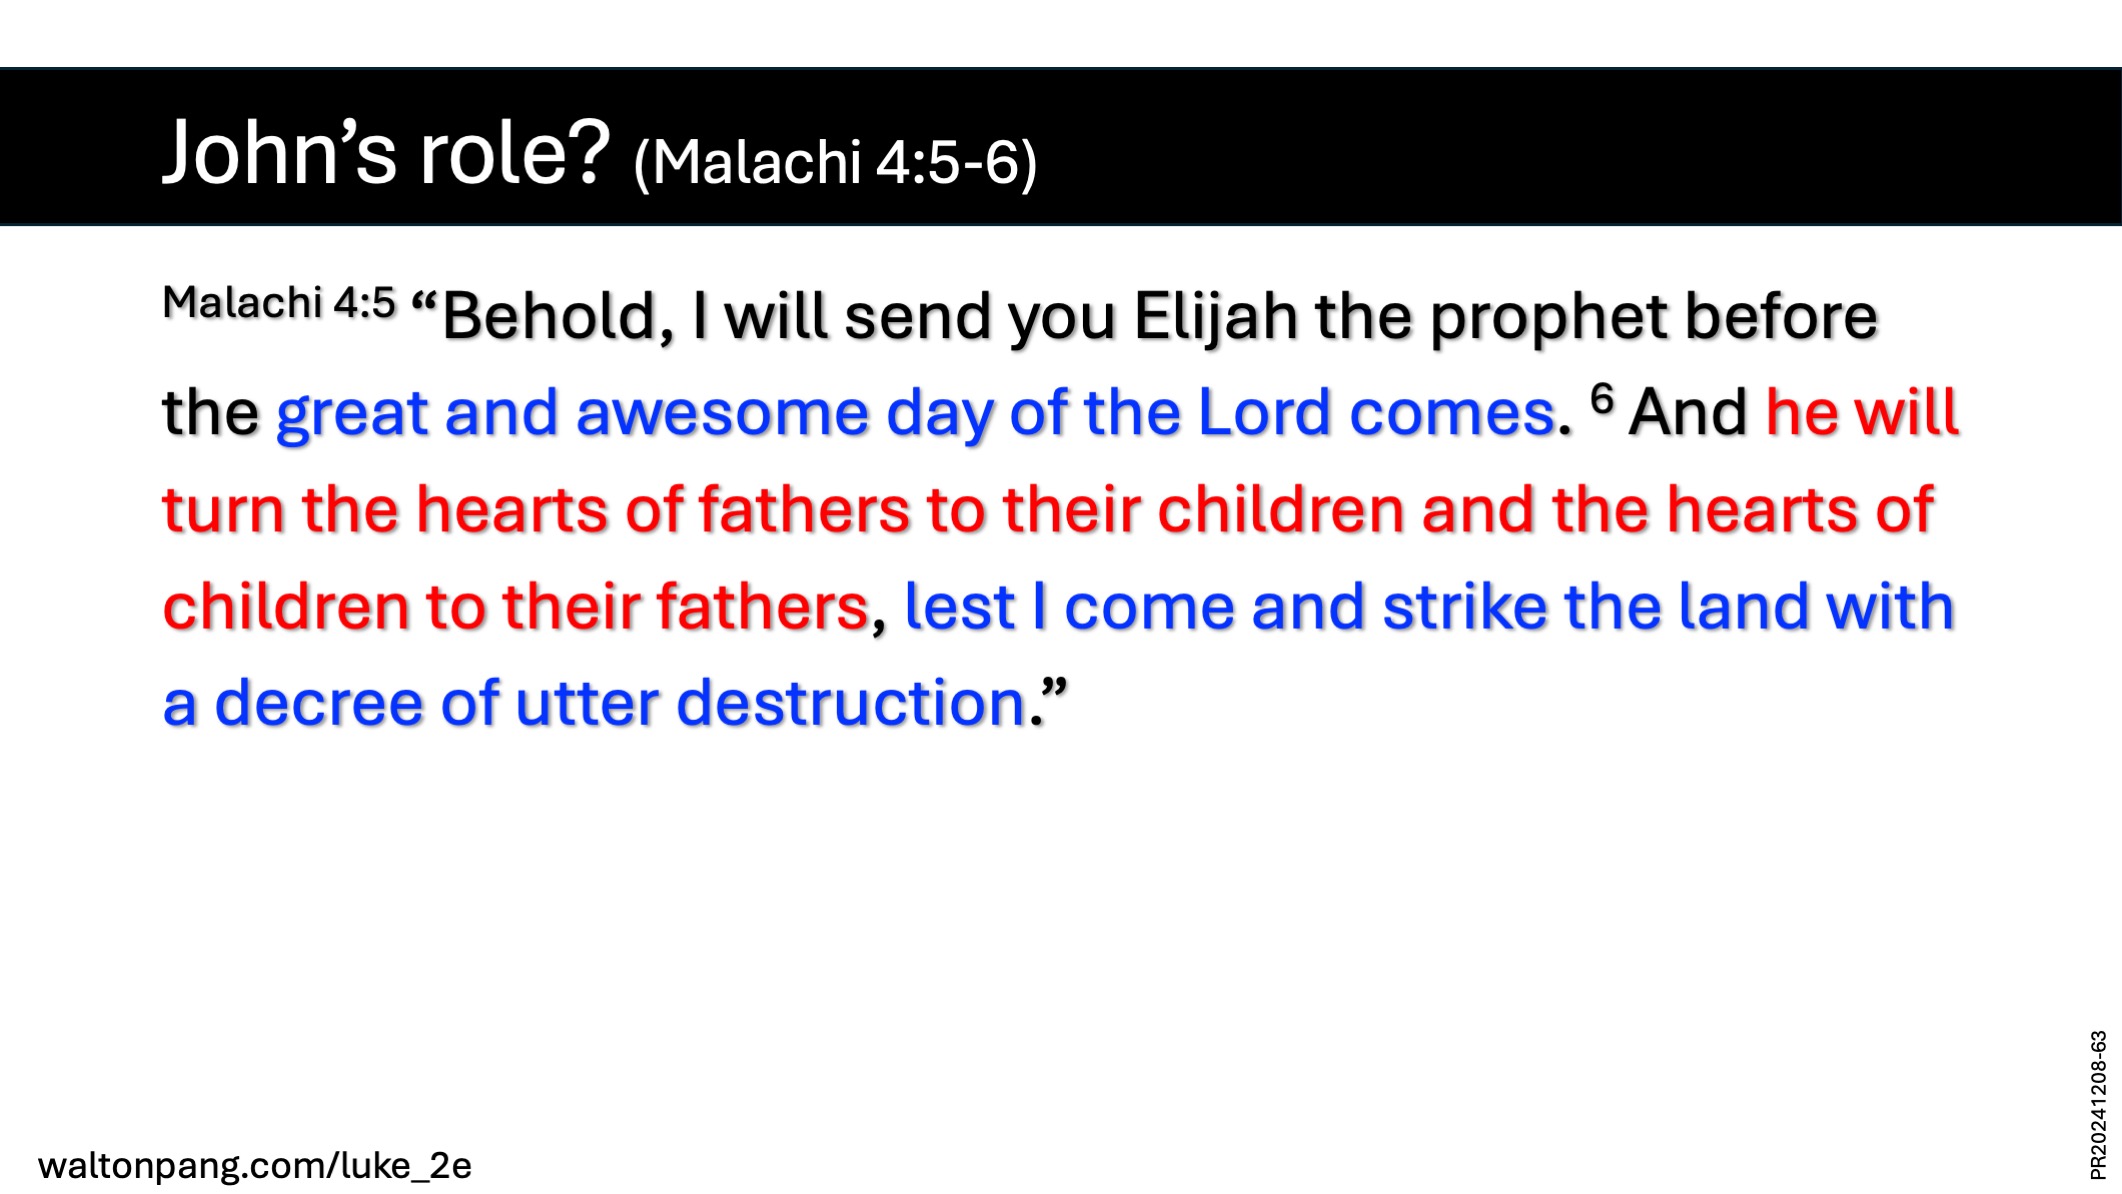 John’s role? (Malachi 4:5-6)
Malachi 4:5 “Behold, I will send you Elijah the prophet before
the great and awesome day of the Lord comes. 6 And he will
turn the hearts of fathers to their children and the hearts of
children to their fathers, lest I come and strike the land with
a decree of utter destruction.”
waltonpang.com/luke_2e
PR20241208-63